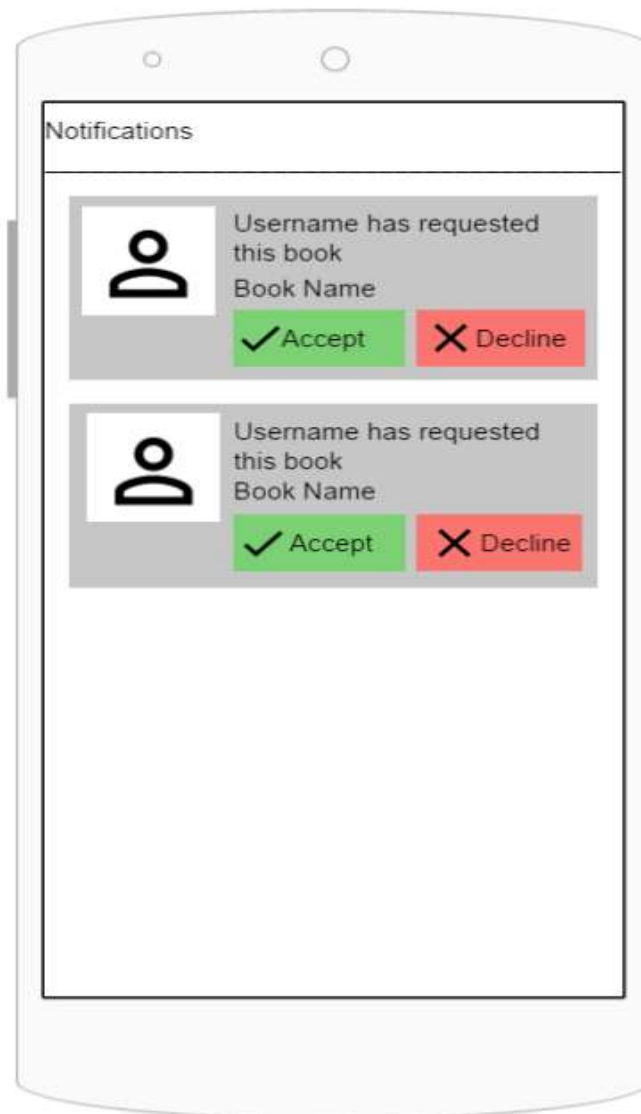 Notifications
Username has requested
this book
Book Name
Accept
Decline
Username has requested
this book
Book Name
Accept
Decline